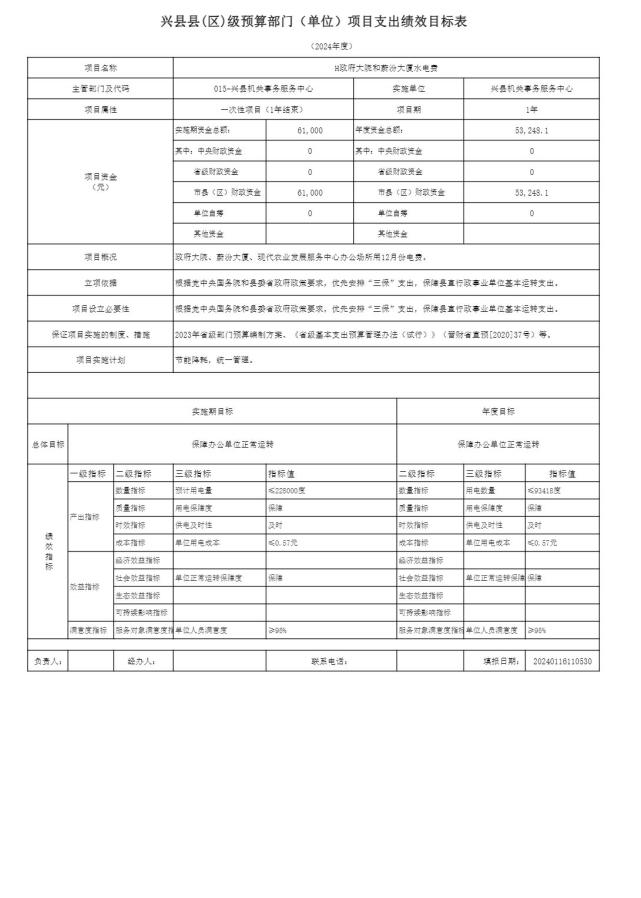 兴县县(区)级预算部门（单位）项目支出绩效目标表
（2024年度）
项目名称 H政府大院和蔚汾大厦水电费
主管部门及代码 015-兴县机关事务服务中心 实施单位 兴县机关事务服务中心
项目属性 一次性项目（1年结束） 项目期 1年
项目资金（元） 实施期资金总额: 61,000 年度资金总额: 53,248.1
其中: 中央财政资金 0 其中: 中央财政资金 0
省级财政资金 0 省级财政资金 0
市县（区）财政资金 61,000 市县（区）财政资金 53,248.1
单位自筹 0 单位自筹 0
其他资金 其他资金
项目概况 政府大院、蔚汾大厦、现代农业发展服务中心办公场所用12月份电费。
立项依据 根据党中央国务院和县委省政府政策要求，优先安排“三保”支出，保障县直行政事业单位基本运转支出。
项目设立必要性 根据党中央国务院和县委省政府政策要求，优先安排“三保”支出，保障县直行政事业单位基本运转支出。
保证项目实施的制度、措施 2023年省级部门预算编制方案、《省级基本支出预算管理办法（试行）》（晋财省直预[2020]37号）等。
项目实施计划 节能降耗，统一管理。
实施期目标 年度目标
总体目标 保障办公单位正常运转 保障办公单位正常运转
绩效指标 一级指标 二级指标 三级指标 指标值 二级指标 三级指标 指标值
产出指标 数量指标 预计用电量 ≤228000度 数量指标 用电数量 ≤93418度
质量指标 用电保障度 保障 质量指标 用电保障度 保障
时效指标 供电及时性 及时 时效指标 供电及时性 及时
成本指标 单位用电成本 ≤0.57元 成本指标 单位用电成本 ≤0.57元
效益指标 经济效益指标 经济效益指标
社会效益指标 单位正常运转保障度 保障 社会效益指标 单位正常运转保障 保障
生态效益指标 生态效益指标
可持续影响指标 可持续影响指标
满意度指标 服务对象满意度指 单位人员满意度 ≥98% 服务对象满意度指标 单位人员满意度 ≥98%
负责人: 经办人: 联系电话: 填报日期: 20240116110530